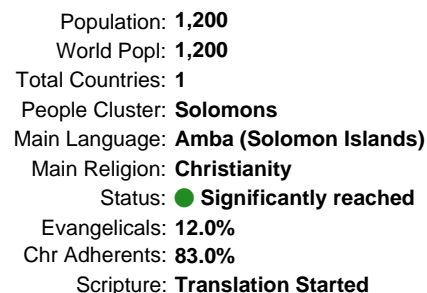 Population: 1,200
World Popl: 1,200
Total Countries: 1
People Cluster: Solomons
Main Language: Amba (Solomon Islands)
Main Religion: Christianity
Status: Significantly reached
Evangelicals: 12.0%
Chr Adherents: 83.0%
Scripture: Translation Started